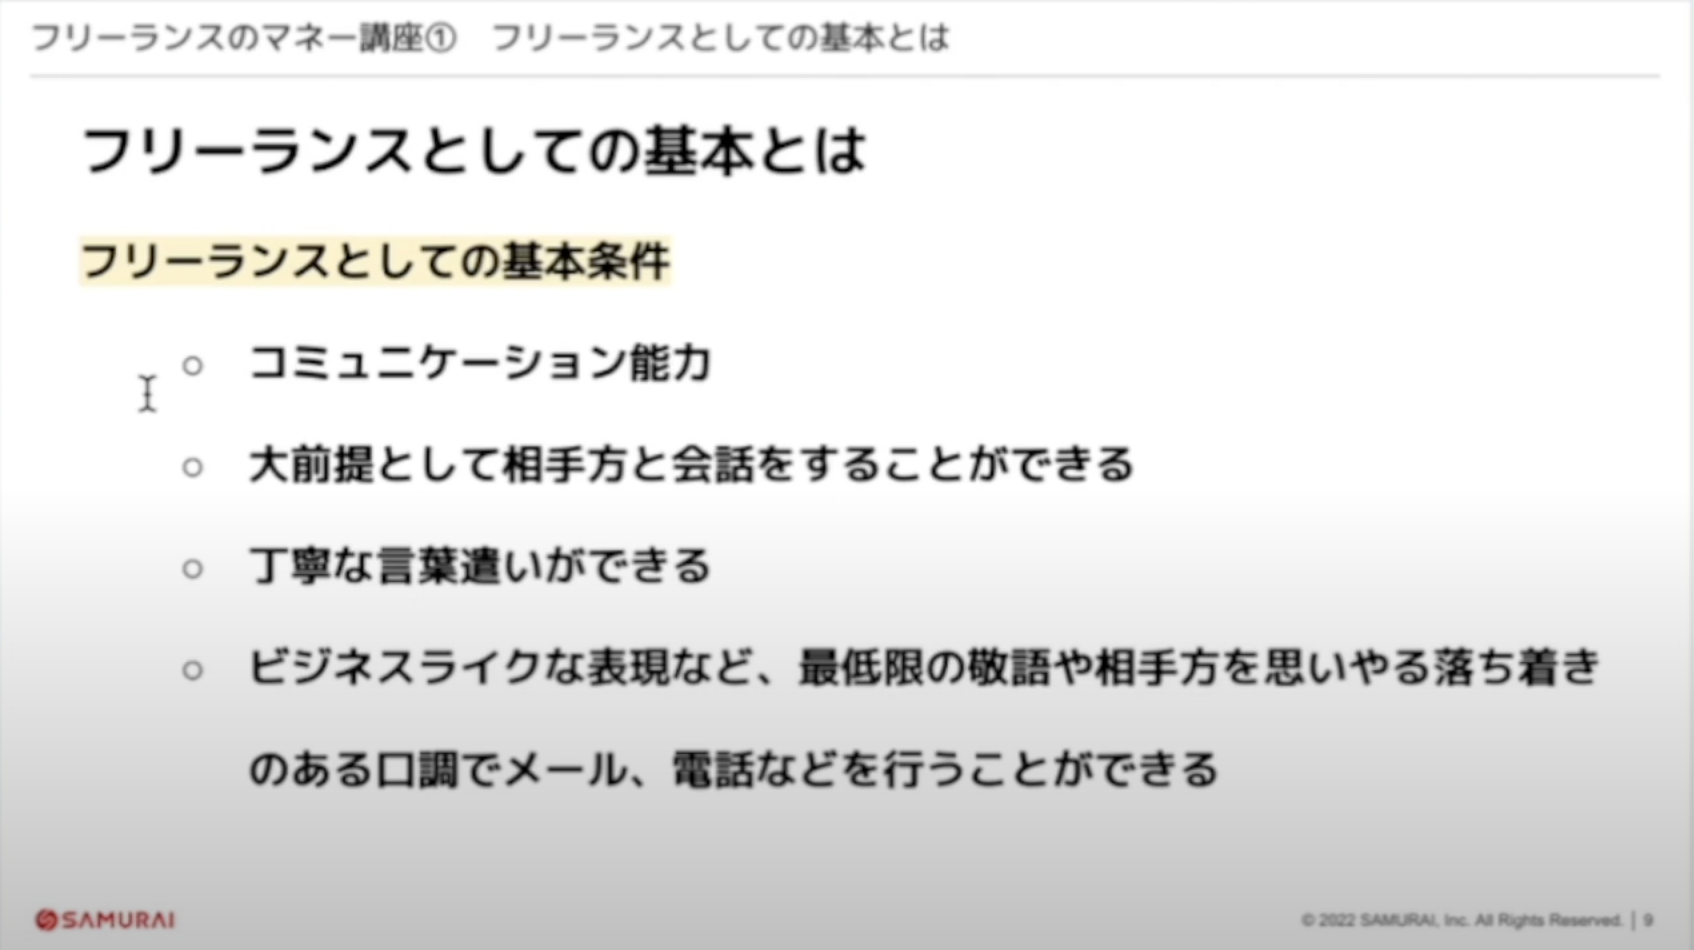 フリーランスのマネー講座① フリーランスとしての基本とは
フリーランスとしての基本とは
フリーランスとしての基本条件
○ コミュニケーション能力
○ 大前提として相手方と会話をすることができる
○ 丁寧な言葉遣いができる
○ ビジネスライクな表現など、最低限の敬語や相手方を思いやる落ち着き
のある口調でメール、電話などを行うことができる
SAMURAI
© 2022 SAMURAI, Inc. All Rights Reserved. | 9